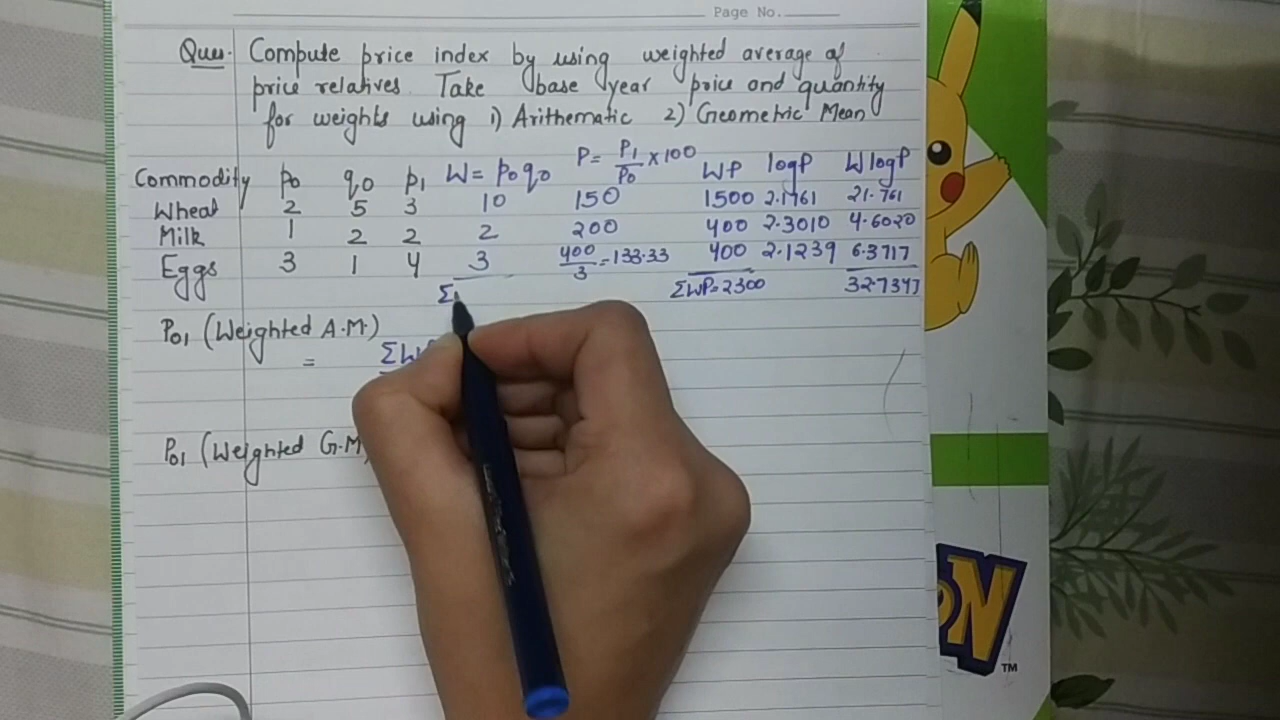 Page No.
Ques. Compute price index by using weighted average of
price relatives. Take base year price and quantity
for weights using 1) Arithematic 2) Geometric Mean
Commodity p0 q0 p1 W = p0q0 P = P1/P0 × 100 WP logP WlogP
Wheat 2 5 3 10 150 1500 2.1761 21.761
Milk 1 2 2 2 200 400 2.3010 4.6020
Eggs 3 1 4 3 400/3 = 133.33 400 2.1239 6.3717
Σ ΣWP=2300 32.7347
P01 (Weighted A.M.)
=
P01 (Weighted G.M
TM